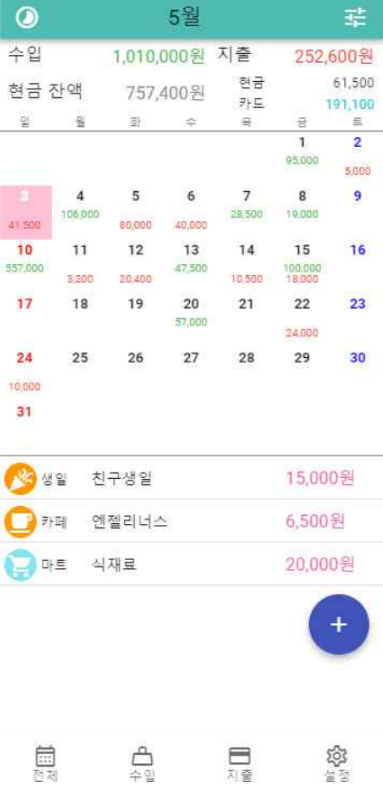 5월
수입 1,010,000원 지출 252,600원
현금 잔액 757,400원 현금 61,500
카드 191,100
일 월 화 수 목 금 토
1 2
95,000 5,000
3 4 5 6 7 8 9
41,500 106,000 80,000 40,000 28,500 19,000
10 11 12 13 14 15 16
557,000 3,200 20,400 47,500 10,500 100,000 18,000
17 18 19 20 21 22 23
57,000 24,000
24 25 26 27 28 29 30
10,000
31
생일 친구생일 15,000원
카페 엔젤리너스 6,500원
마트 식재료 20,000원
+
전체 수입 지출 설정